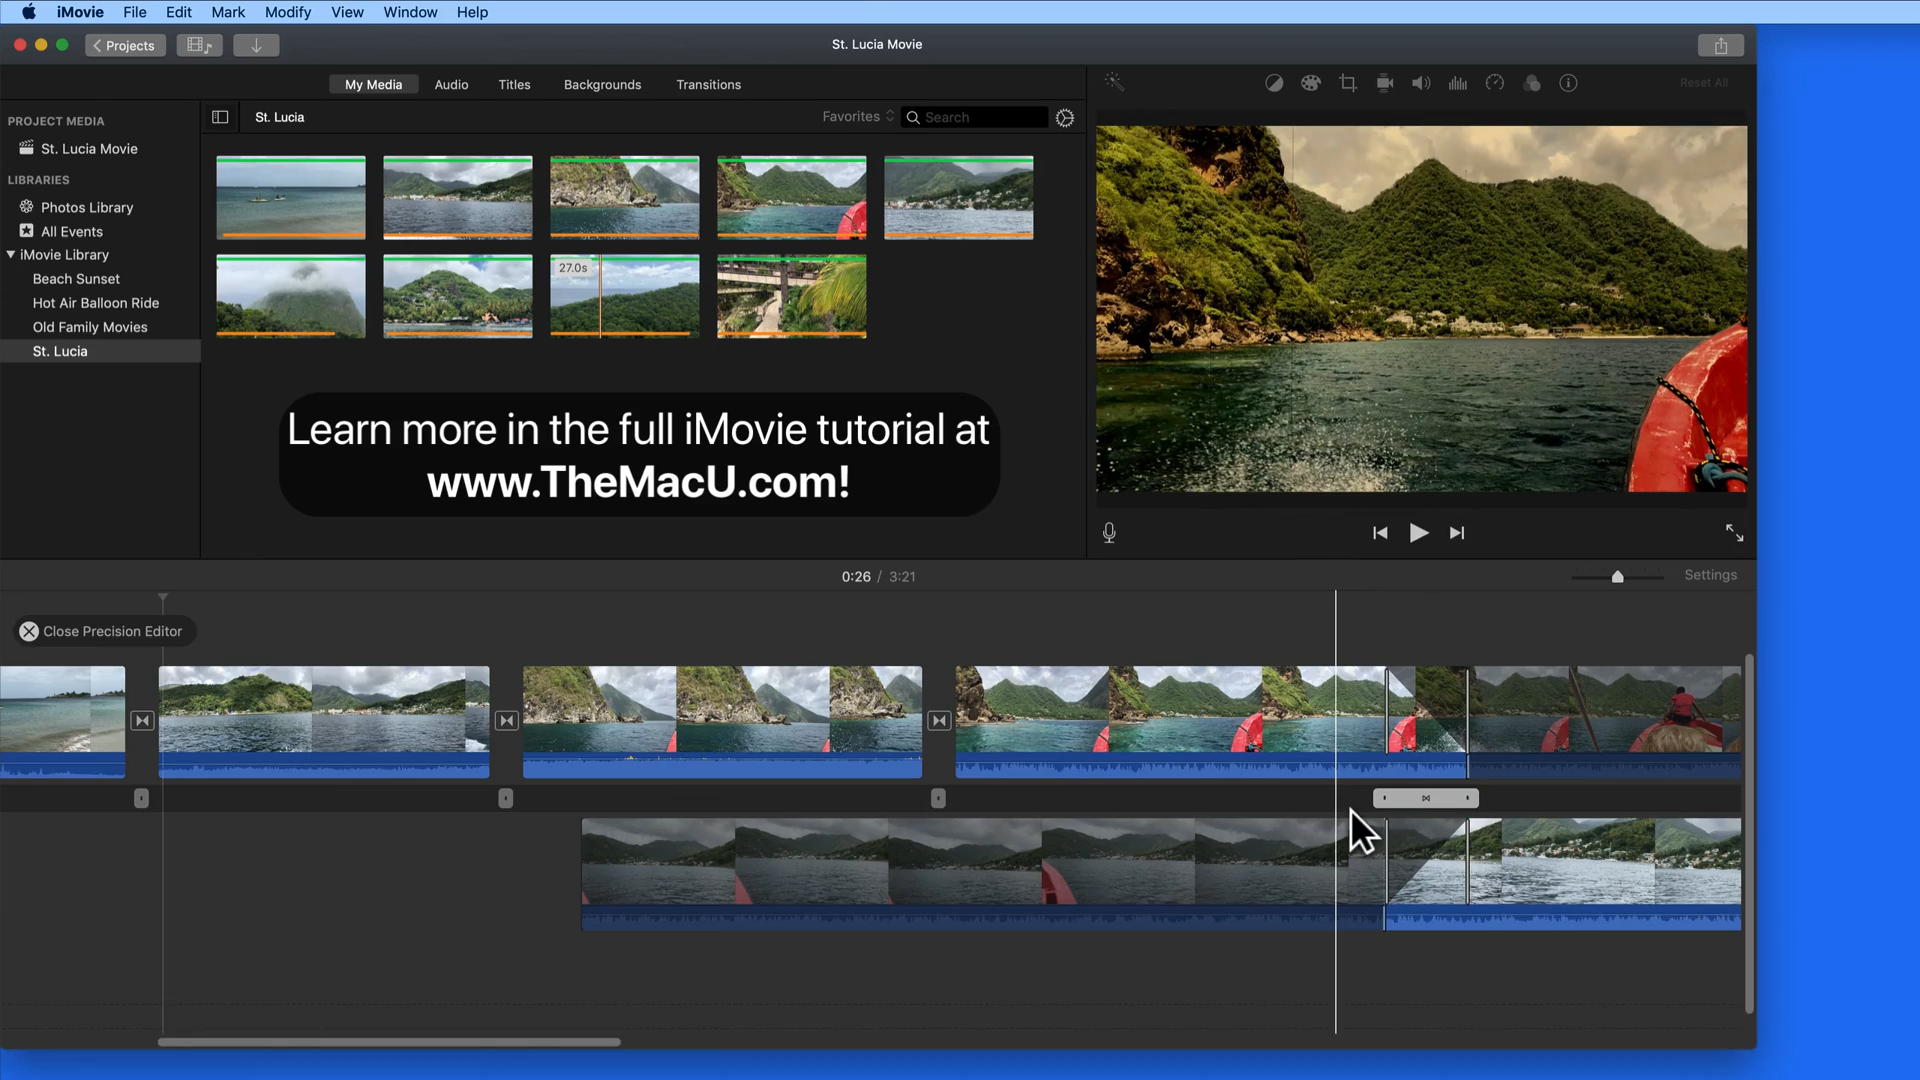 iMovie File Edit Mark Modify View Window Help
Projects
St. Lucia Movie
My Media Audio Titles Backgrounds Transitions
Reset All
PROJECT MEDIA
St. Lucia Movie
LIBRARIES
Photos Library
All Events
iMovie Library
Beach Sunset
Hot Air Balloon Ride
Old Family Movies
St. Lucia
St. Lucia
Favorites
Search
27.0s
Learn more in the full iMovie tutorial at
www.TheMacU.com!
0:26 / 3:21
Settings
Close Precision Editor